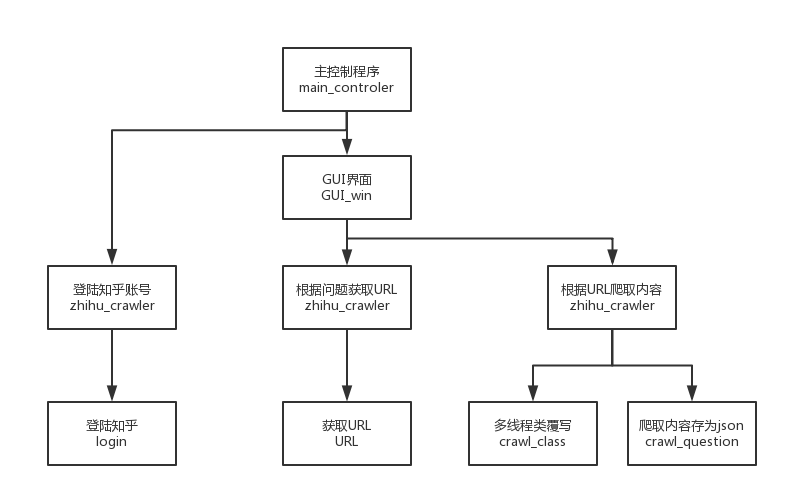 主控制程序
main_controler
GUI界面
GUI_win
登陆知乎账号
zhihu_crawler
根据问题获取URL
zhihu_crawler
根据URL爬取内容
zhihu_crawler
登陆知乎
login
获取URL
URL
多线程类覆写
crawl_class
爬取内容存为json
crawl_question